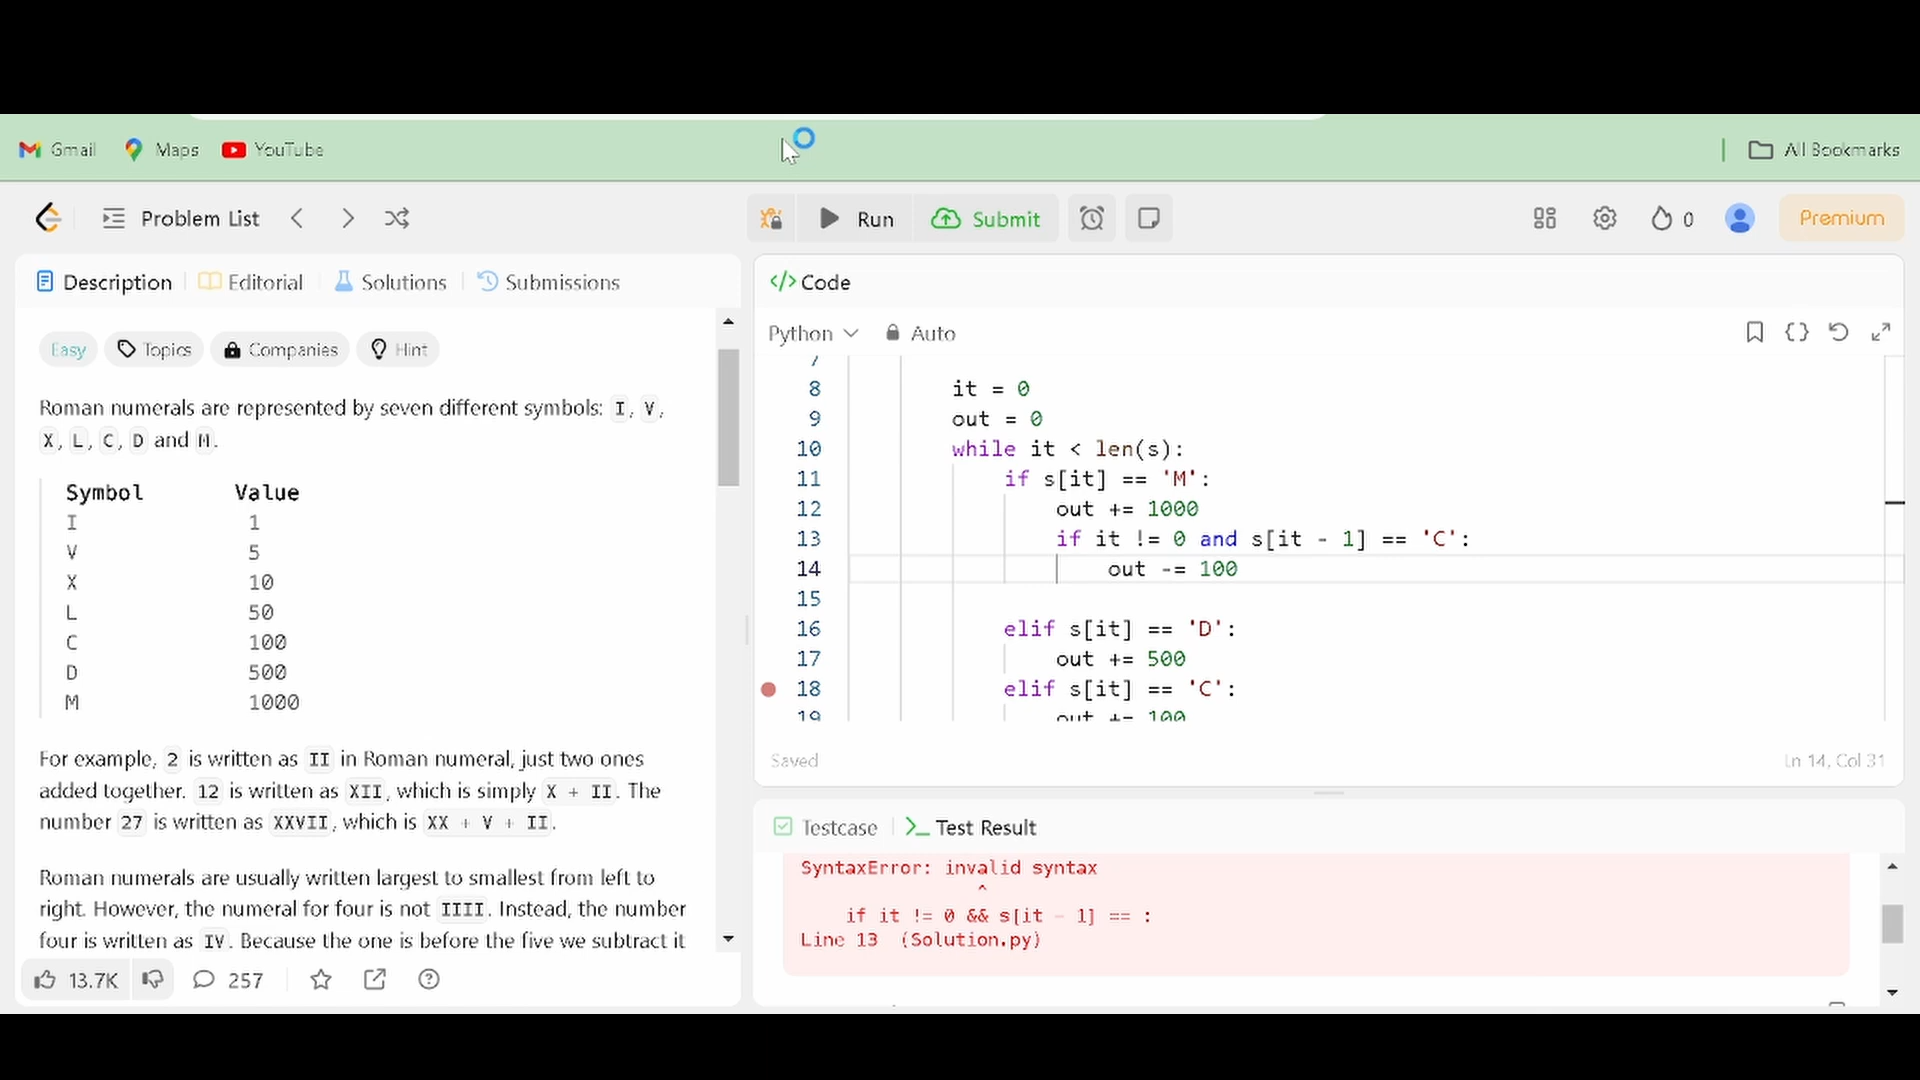 Gmail Maps YouTube All Bookmarks
Problem List Run Submit 0 Premium
Description Editorial Solutions Submissions
Easy Topics Companies Hint
Roman numerals are represented by seven different symbols: I, V,
X, L, C, D and M.
Symbol Value
I 1
V 5
X 10
L 50
C 100
D 500
M 1000
For example, 2 is written as II in Roman numeral, just two ones
added together. 12 is written as XII, which is simply X + II. The
number 27 is written as XXVII, which is XX + V + II.
Roman numerals are usually written largest to smallest from left to
right. However, the numeral for four is not IIII. Instead, the number
four is written as IV. Because the one is before the five we subtract it
13.7K 257
</> Code
Python Auto
7
8 it = 0
9 out = 0
10 while it < len(s):
11 if s[it] == 'M':
12 out += 1000
13 if it != 0 and s[it - 1] == 'C':
14 out -= 100
15
16 elif s[it] == 'D':
17 out += 500
18 elif s[it] == 'C':
19 out += 100
Saved Ln 14, Col 31
Testcase Test Result
SyntaxError: invalid syntax
^
if it != 0 && s[it - 1] == :
Line 13 (Solution.py)